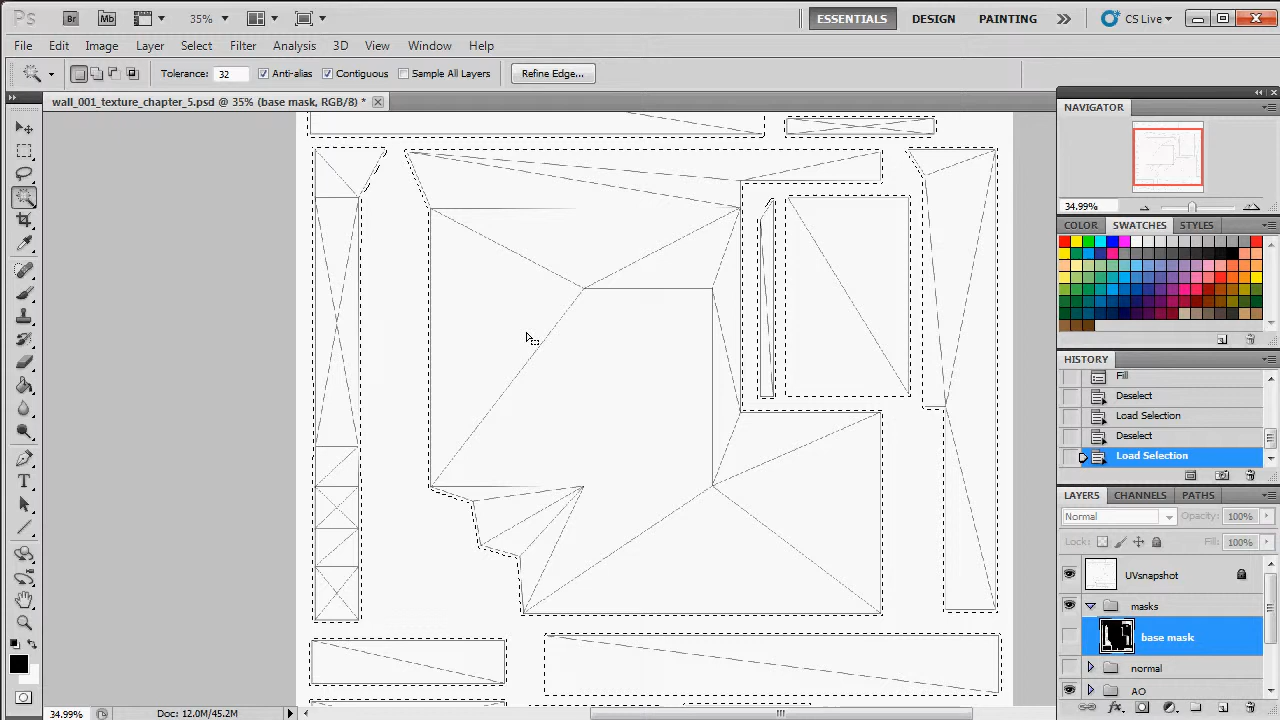 Ps Br Mb 35% ESSENTIALS DESIGN PAINTING CS Live
File Edit Image Layer Select Filter Analysis 3D View Window Help
Tolerance: 32 Anti-alias Contiguous Sample All Layers Refine Edge...
wall_001_texture_chapter_5.psd @ 35% (base mask, RGB/8) *
NAVIGATOR
34.99%
COLOR SWATCHES STYLES
HISTORY
Fill
Deselect
Load Selection
Deselect
Load Selection
LAYERS CHANNELS PATHS
Normal Opacity: 100%
Lock: Fill: 100%
UVsnapshot
masks
base mask
normal
AO
34.99% Doc: 12.0M/45.2M